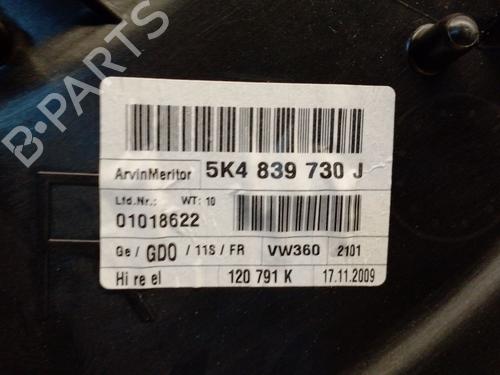 B-PARTS
ArvinMeritor 5K4 839 730 J
Lfd.Nr.: WT: 10
01018622
Ge / GDO / 11S / FR VW360 2101
Hi re el 120 791 K 17.11.2009